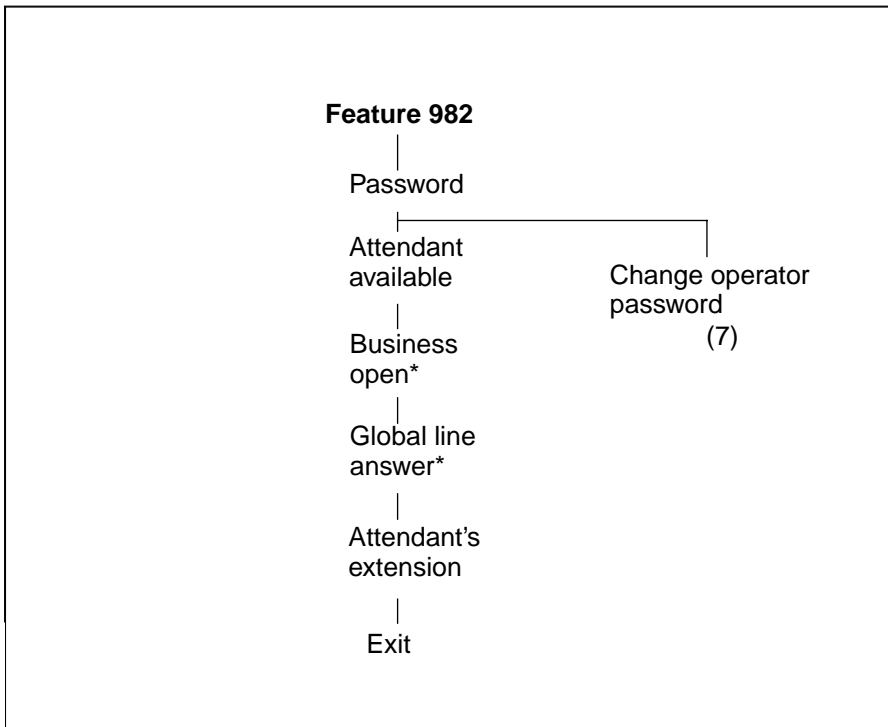 Feature 982
Password
Attendant
available
Change operator
password
(7)
Business
open*
Global line
answer*
Attendant’s
extension
Exit